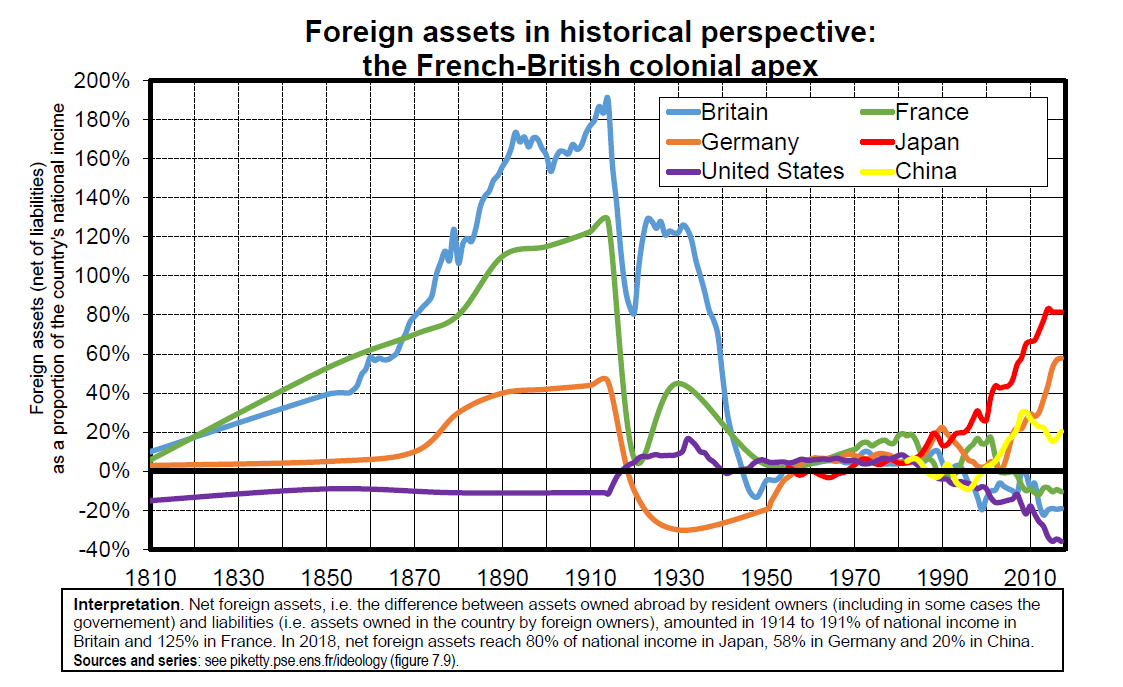 Foreign assets in historical perspective:
the French-British colonial apex
Foreign assets (net of liabilities)
as a proportion of the country's national income
200%
180%
160%
140%
120%
100%
80%
60%
40%
20%
0%
-20%
-40%
Britain France
Germany Japan
United States China
1810 1830 1850 1870 1890 1910 1930 1950 1970 1990 2010
Interpretation. Net foreign assets, i.e. the difference between assets owned abroad by resident owners (including in some cases the
governement) and liabilities (i.e. assets owned in the country by foreign owners), amounted in 1914 to 191% of national income in
Britain and 125% in France. In 2018, net foreign assets reach 80% of national income in Japan, 58% in Germany and 20% in China.
Sources and series: see piketty.pse.ens.fr/ideology (figure 7.9).